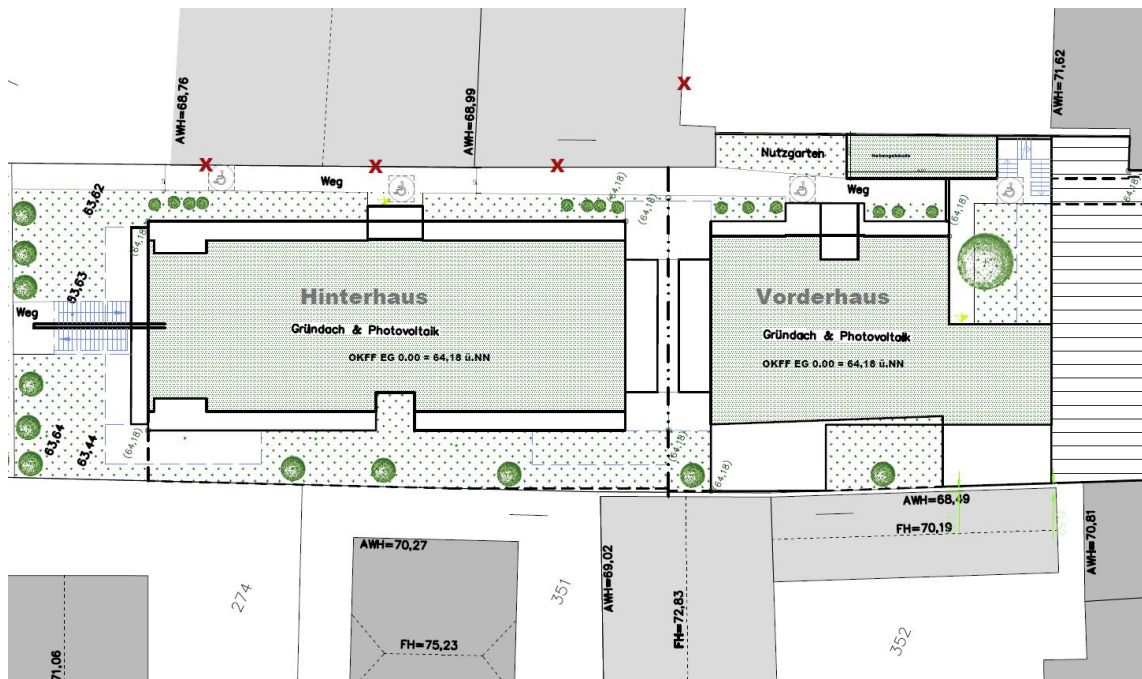 AWH=68,76
AWH=68,99
X
AWH=71,62
X
X
X
Nutzgarten
Nebengebäude
Weg
Weg
(64,18)
(64,18)
(64,18)
(64,18)
(64,18)
63,62
63,63
Weg
Hinterhaus
Gründach & Photovoltaik
OKFF EG 0.00 = 64,18 ü.NN
Vorderhaus
Gründach & Photovoltaik
OKFF EG 0.00 = 64,18 ü.NN
63,64
63,44
(64,18)
(64,18)
(64,18)
AWH=68,49
FH=70,19
AWH=70,27
AWH=69,02
AWH=70,81
274
351
FH=72,83
352
FH=75,23
71,06